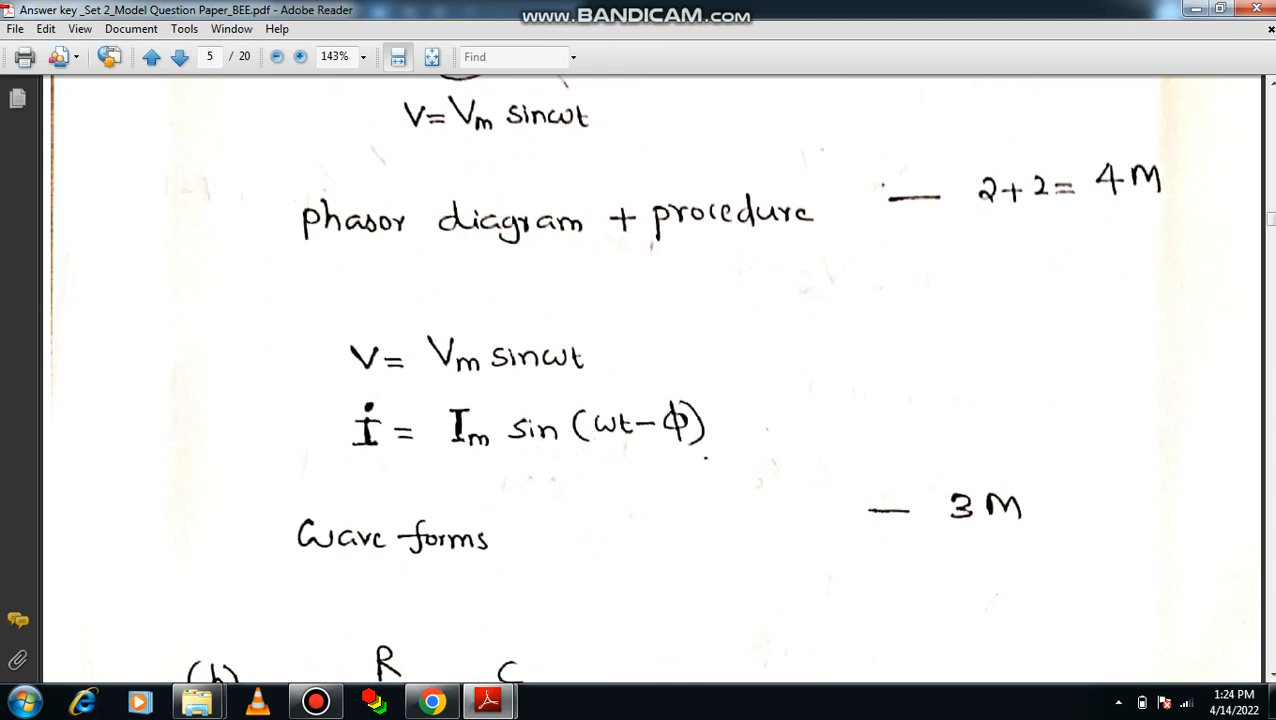 Answer key _Set 2_Model Question Paper_BEE.pdf - Adobe Reader
www.BANDICAM.com
File Edit View Document Tools Window Help
5 / 20 143% Find
V= Vm sinωt
phasor diagram + procedure — 2+2= 4M
V= Vm sinωt
i = Im sin (ωt-ϕ)
— 3M
Wave forms
R C
(b)
1:24 PM
4/14/2022